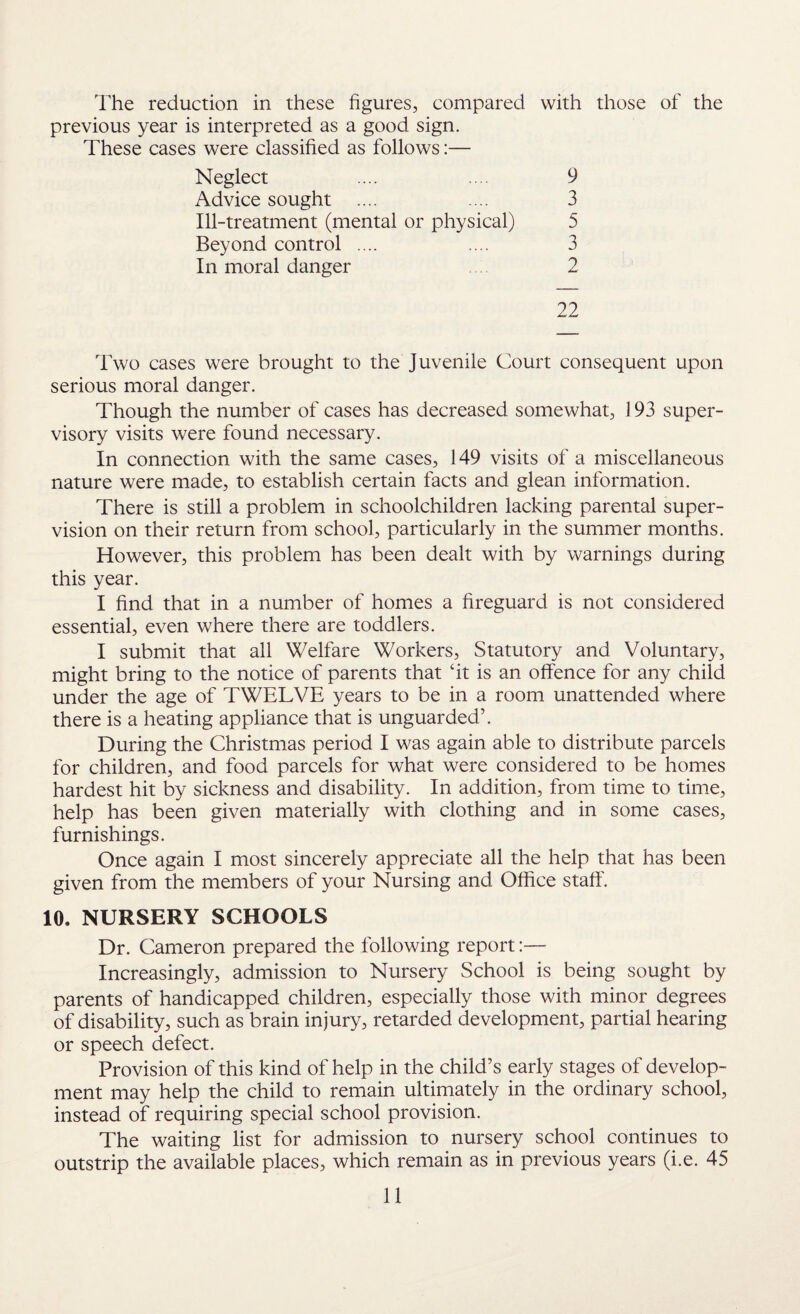 The reduction in these figures, compared with those of the
previous year is interpreted as a good sign.
These cases were classified as follows:—
Neglect .... .... 9
Advice sought .... .... 3
Ill-treatment (mental or physical) 5
Beyond control .... .... 3
In moral danger .... 2
22
Two cases were brought to the Juvenile Court consequent upon
serious moral danger.
Though the number of cases has decreased somewhat, 193 super-
visory visits were found necessary.
In connection with the same cases, 149 visits of a miscellaneous
nature were made, to establish certain facts and glean information.
There is still a problem in schoolchildren lacking parental super-
vision on their return from school, particularly in the summer months.
However, this problem has been dealt with by warnings during
this year.
I find that in a number of homes a fireguard is not considered
essential, even where there are toddlers.
I submit that all Welfare Workers, Statutory and Voluntary,
might bring to the notice of parents that ‘it is an offence for any child
under the age of TWELVE years to be in a room unattended where
there is a heating appliance that is unguarded’.
During the Christmas period I was again able to distribute parcels
for children, and food parcels for what were considered to be homes
hardest hit by sickness and disability. In addition, from time to time,
help has been given materially with clothing and in some cases,
furnishings.
Once again I most sincerely appreciate all the help that has been
given from the members of your Nursing and Office staff.
10. NURSERY SCHOOLS
Dr. Cameron prepared the following report:—
Increasingly, admission to Nursery School is being sought by
parents of handicapped children, especially those with minor degrees
of disability, such as brain injury, retarded development, partial hearing
or speech defect.
Provision of this kind of help in the child’s early stages of develop-
ment may help the child to remain ultimately in the ordinary school,
instead of requiring special school provision.
The waiting list for admission to nursery school continues to
outstrip the available places, which remain as in previous years (i.e. 45
11